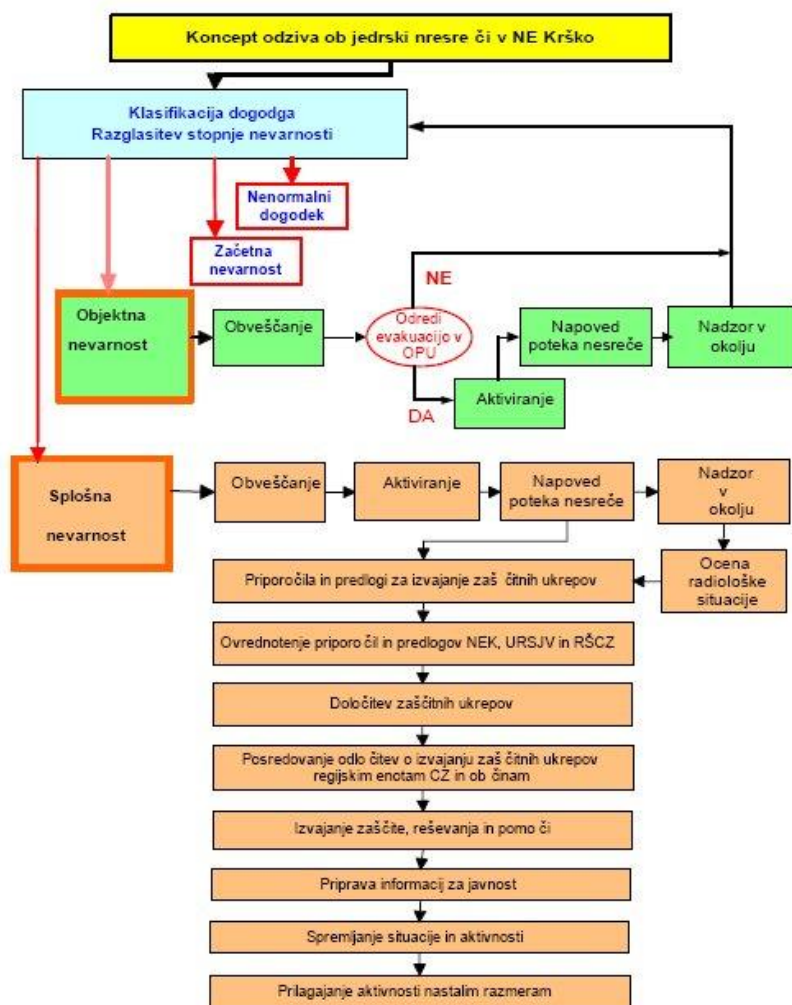 Koncept odziva ob jedrski nresre či v NE Krško
Klasifikacija dogodga
Razglasitev stopnje nevarnosti
Nenormalni
dogodek
Začetna
nevarnost
NE
Objektna
nevarnost
Obveščanje
Odredi
evakuacijo v
OPU
Napoved
poteka nesreče
Nadzor v
okolju
DA
Aktiviranje
Splošna
nevarnost
Obveščanje
Aktiviranje
Napoved
poteka nesreče
Nadzor
v
okolju
Ocena
radiološke
situacije
Priporočila in predlogi za izvajanje zaš čitnih ukrepov
Ovrednotenje priporo čil in predlogov NEK, URSJV in RŠCZ
Določitev zaščitnih ukrepov
Posredovanje odlo čitev o izvajanju zaš čitnih ukrepov
regijskim enotam CZ in ob činam
Izvajanje zaščite, reševanja in pomo či
Priprava informacij za javnost
Spremljanje situacije in aktivnosti
Prilagajanje aktivnosti nastalim razmeram